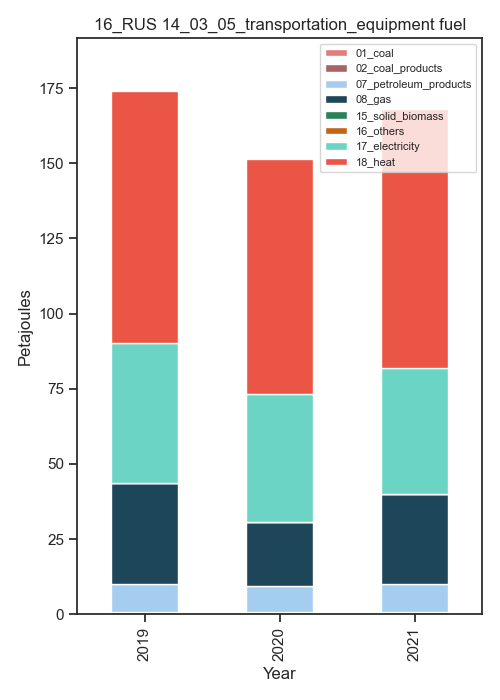 16_RUS 14_03_05_transportation_equipment fuel
01_coal
02_coal_products
07_petroleum_products
08_gas
15_solid_biomass
16_others
17_electricity
18_heat
Petajoules
175
150
125
100
75
50
25
0
2019
2020
2021
Year